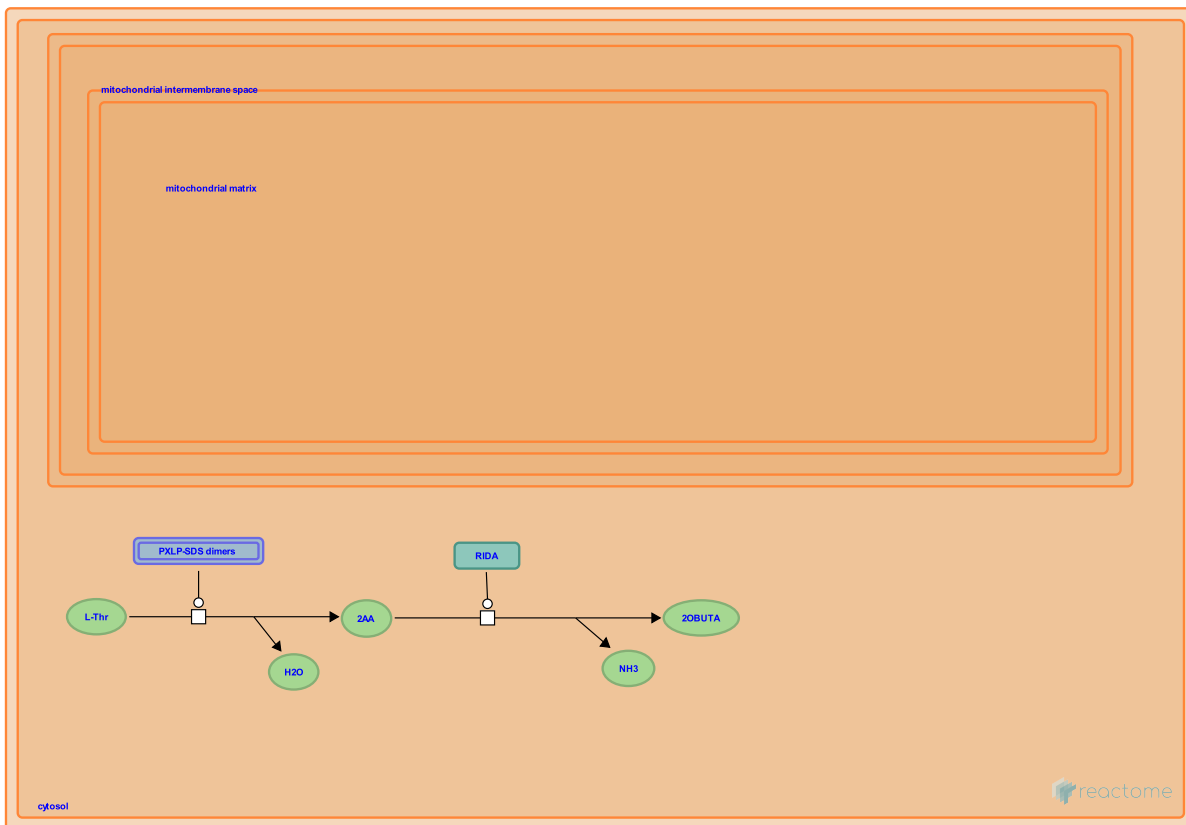 mitochondrial intermembrane space
mitochondrial matrix
PXLP-SDS dimers
RIDA
L-Thr
2AA
2OBUTA
H2O
NH3
reactome
cytosol